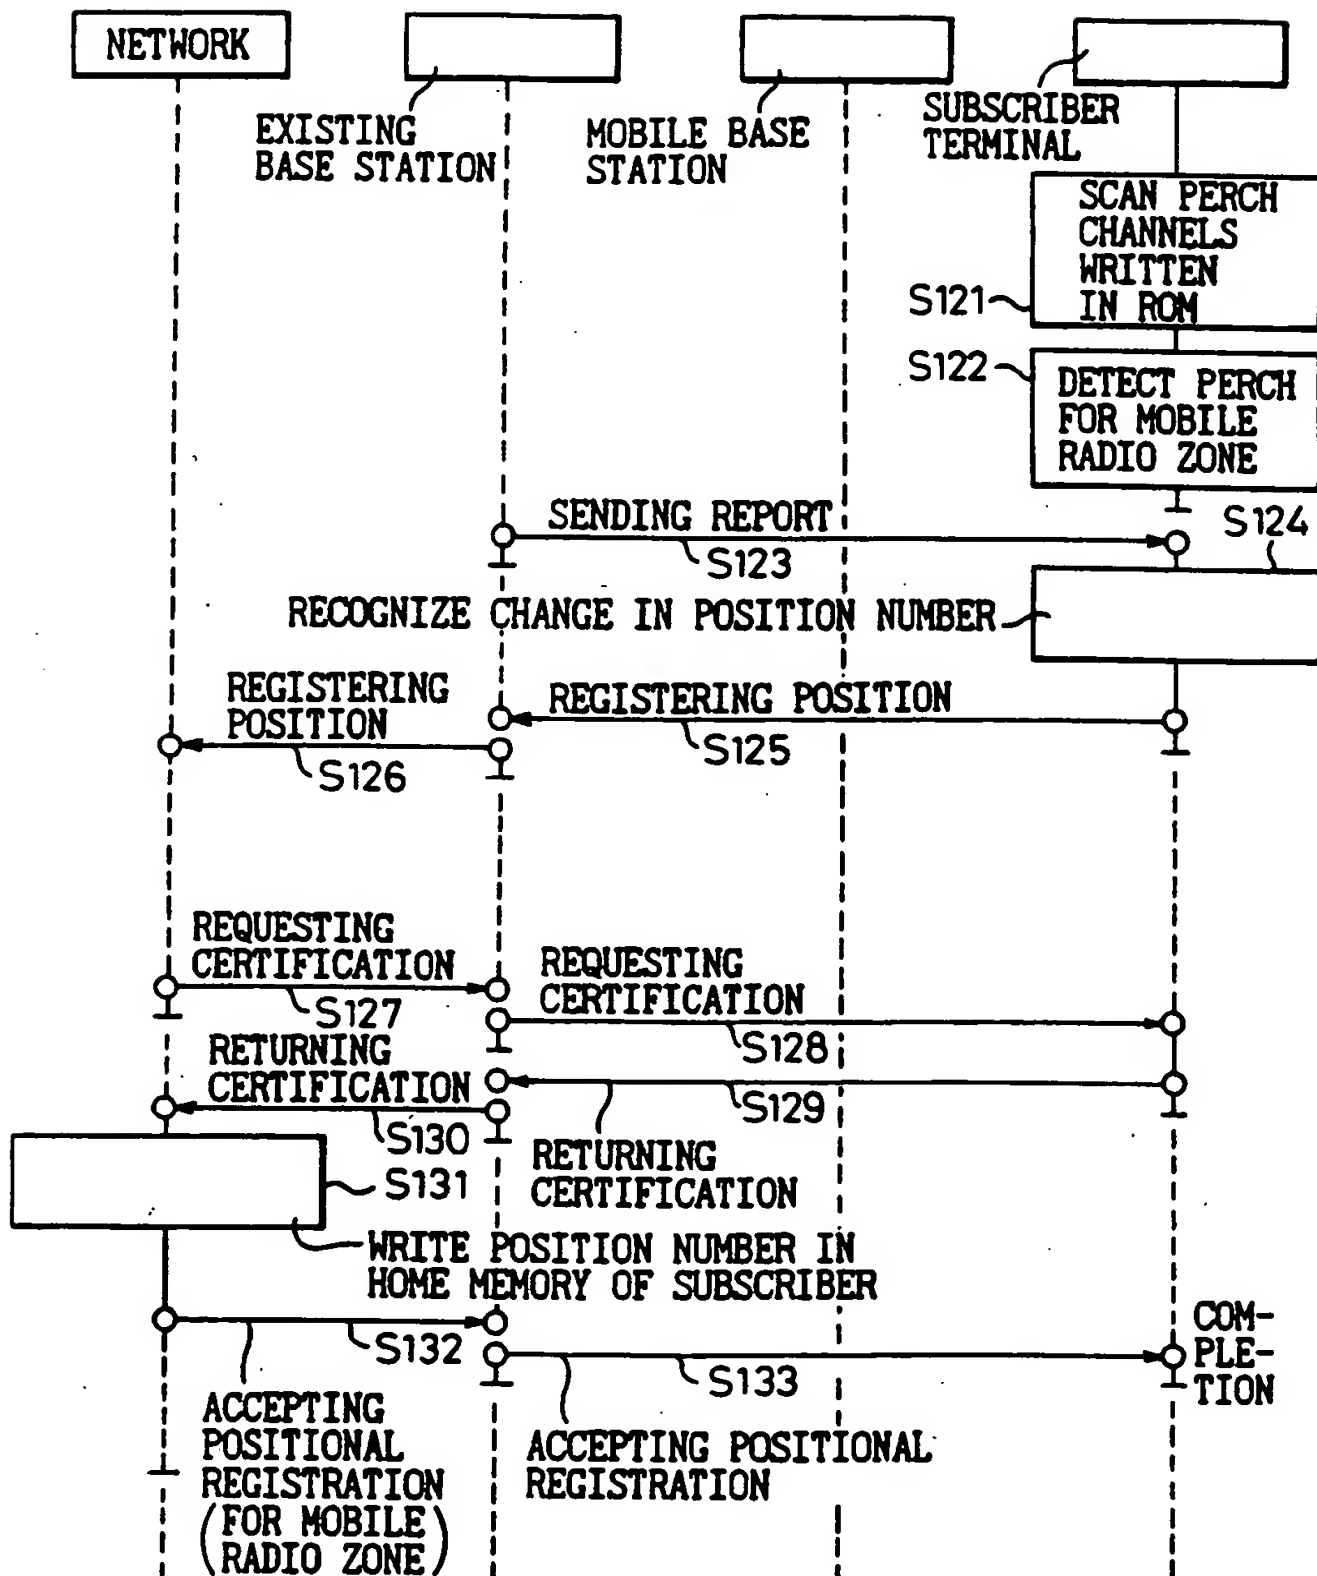 NETWORK
EXISTING
BASE STATION
MOBILE BASE
STATION
SUBSCRIBER
TERMINAL
SCAN PERCH
CHANNELS
WRITTEN
IN ROM
S121
S122
DETECT PERCH
FOR MOBILE
RADIO ZONE
SENDING REPORT
S123
S124
RECOGNIZE CHANGE IN POSITION NUMBER
REGISTERING
POSITION
REGISTERING POSITION
S125
S126
REQUESTING
CERTIFICATION
S127
REQUESTING
CERTIFICATION
S128
RETURNING
CERTIFICATION
S129
S130
RETURNING
CERTIFICATION
S131
WRITE POSITION NUMBER IN
HOME MEMORY OF SUBSCRIBER
S132
S133
COM-
PLE-
TION
ACCEPTING
POSITIONAL
REGISTRATION
(FOR MOBILE
RADIO ZONE)
ACCEPTING POSITIONAL
REGISTRATION